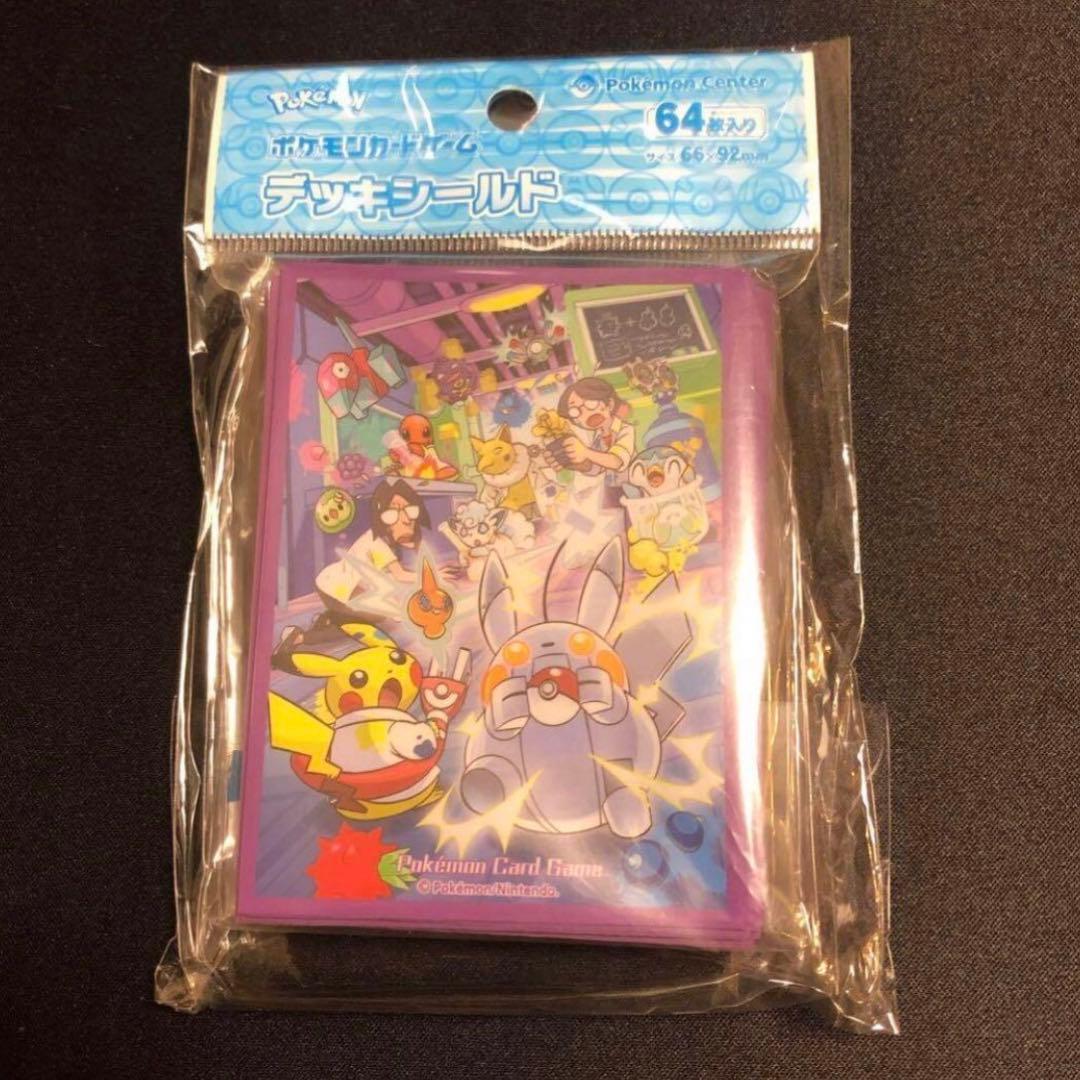 Pokémon
Pokémon Center
64枚入り
サイズ 66×92mm
ポケモンカードゲーム
デッキシールド
Pokémon Card Game
© Pokémon/Nintendo.